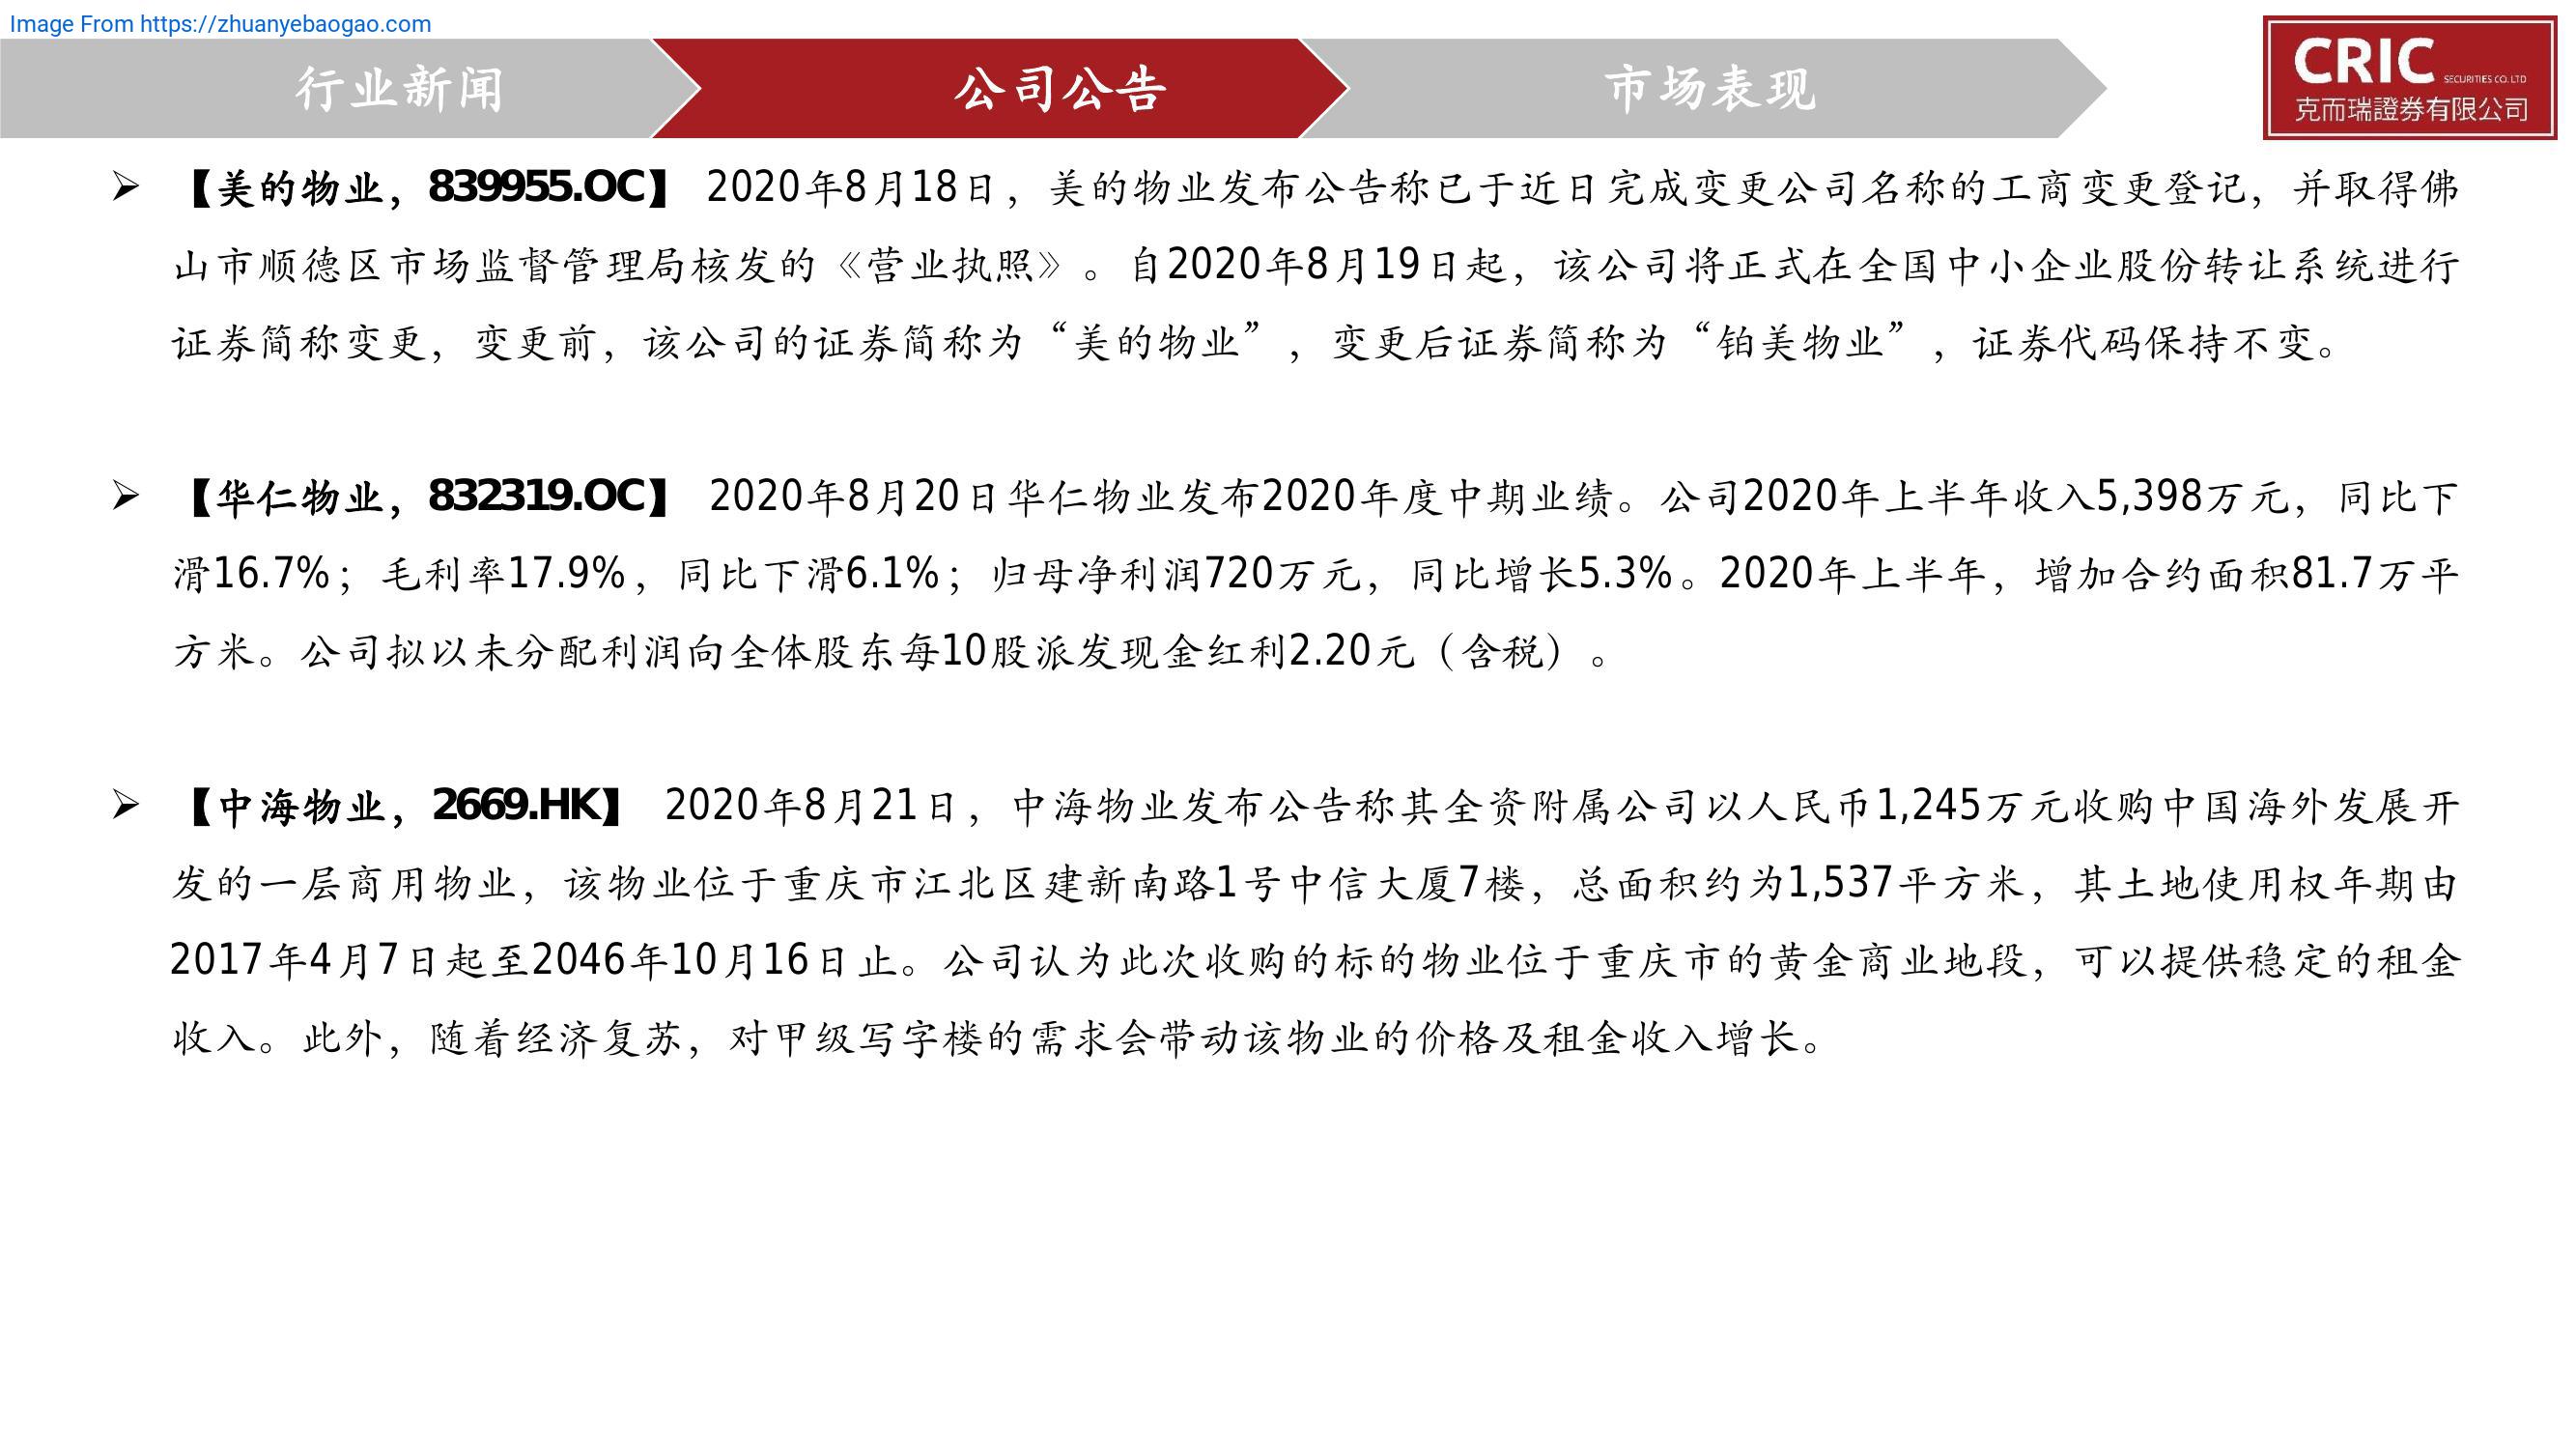 Image From https://zhuanyebaogao.com
行业新闻
公司公告
市场表现
CRIC SECURITIES CO. LTD
克而瑞證券有限公司
➢ 【美的物业，839955.OC】 2020年8月18日，美的物业发布公告称已于近日完成变更公司名称的工商变更登记，并取得佛
山市顺德区市场监督管理局核发的《营业执照》。自2020年8月19日起，该公司将正式在全国中小企业股份转让系统进行
证券简称变更，变更前，该公司的证券简称为“美的物业”，变更后证券简称为“铂美物业”，证券代码保持不变。
➢ 【华仁物业，832319.OC】 2020年8月20日华仁物业发布2020年度中期业绩。公司2020年上半年收入5,398万元，同比下
滑16.7%；毛利率17.9%，同比下滑6.1%；归母净利润720万元，同比增长5.3%。2020年上半年，增加合约面积81.7万平
方米。公司拟以未分配利润向全体股东每10股派发现金红利2.20元（含税）。
➢ 【中海物业，2669.HK】 2020年8月21日，中海物业发布公告称其全资附属公司以人民币1,245万元收购中国海外发展开
发的一层商用物业，该物业位于重庆市江北区建新南路1号中信大厦7楼，总面积约为1,537平方米，其土地使用权年期由
2017年4月7日起至2046年10月16日止。公司认为此次收购的标的物业位于重庆市的黄金商业地段，可以提供稳定的租金
收入。此外，随着经济复苏，对甲级写字楼的需求会带动该物业的价格及租金收入增长。